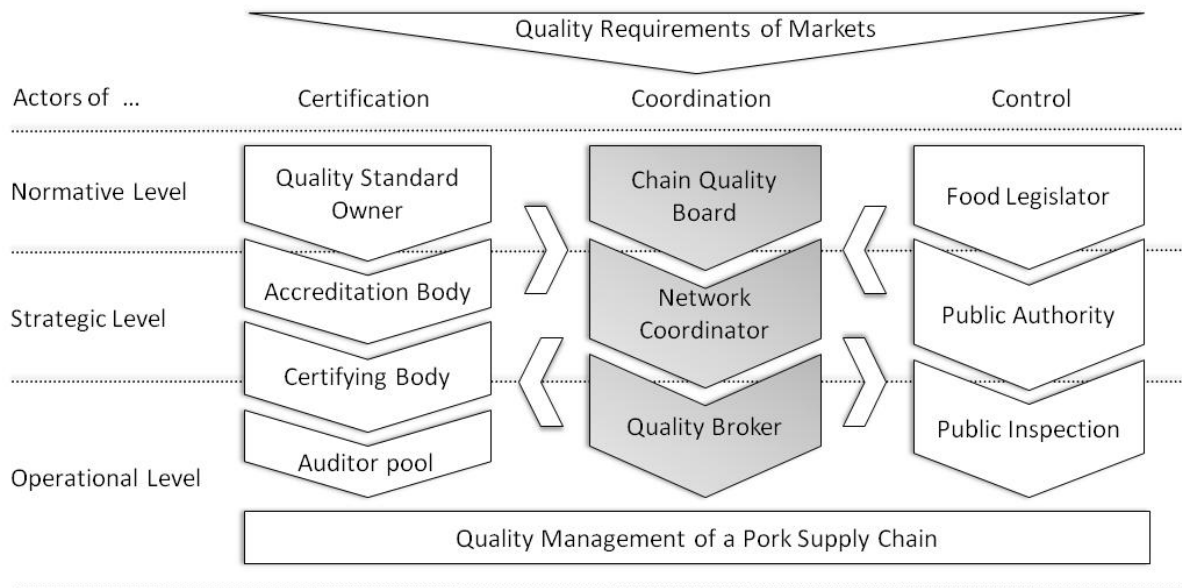 Quality Requirements of Markets
Actors of ...
Certification
Coordination
Control
Normative Level
Quality Standard
Owner
Chain Quality
Board
Food Legislator
Strategic Level
Accreditation Body
Network
Coordinator
Public Authority
Certifying Body
Quality Broker
Public Inspection
Operational Level
Auditor pool
Quality Management of a Pork Supply Chain